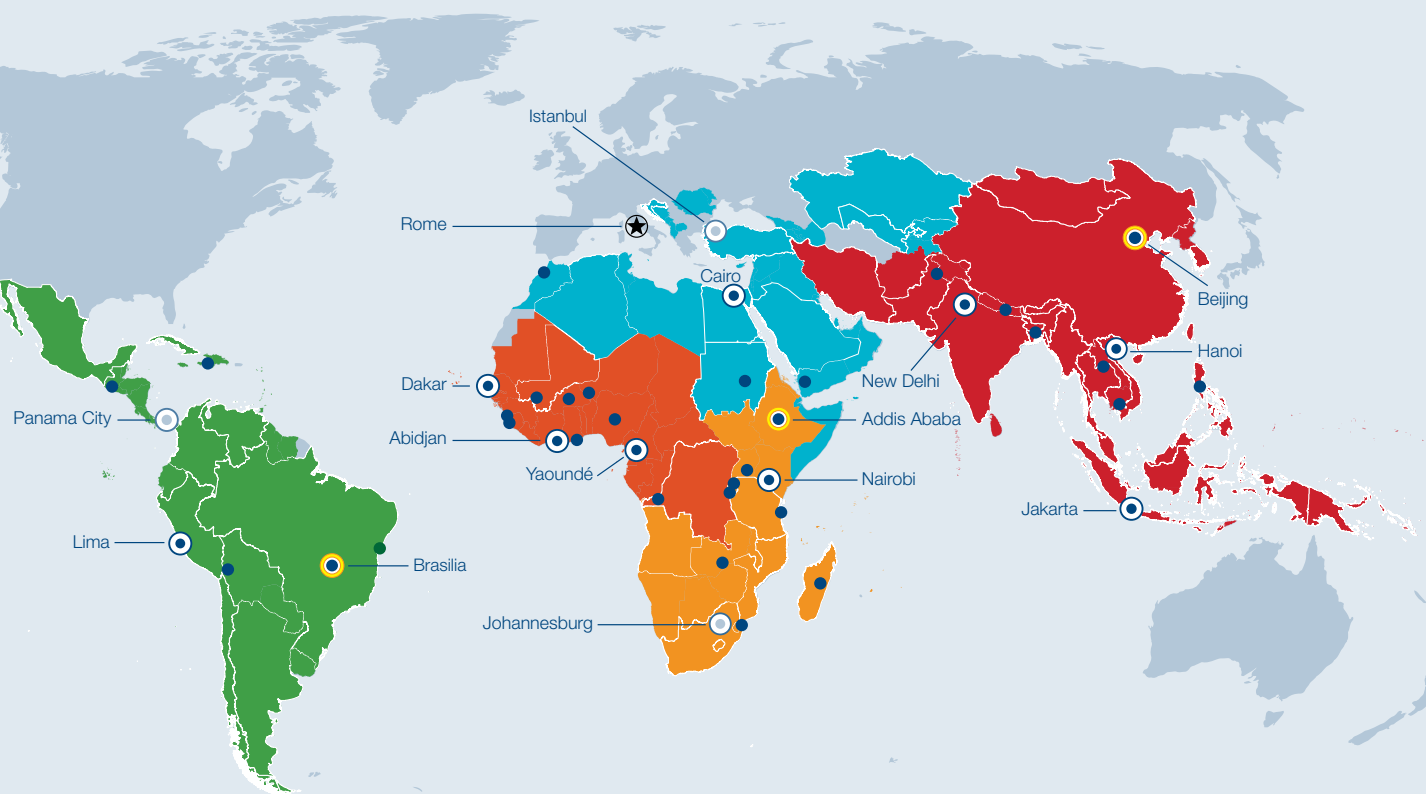 Istanbul
Rome
Cairo
Beijing
Hanoi
New Delhi
Dakar
Panama City
Addis Ababa
Abidjan
Yaoundé
Nairobi
Jakarta
Lima
Brasilia
Johannesburg